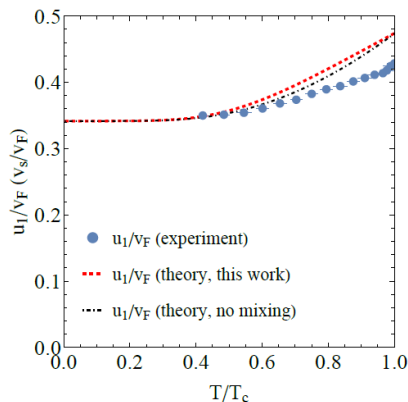 0.5
0.4
0.3
0.2
0.1
0.0
u1/vF (vs/vF)
u1/vF (experiment)
u1/vF (theory, this work)
u1/vF (theory, no mixing)
0.0 0.2 0.4 0.6 0.8 1.0
T/Tc